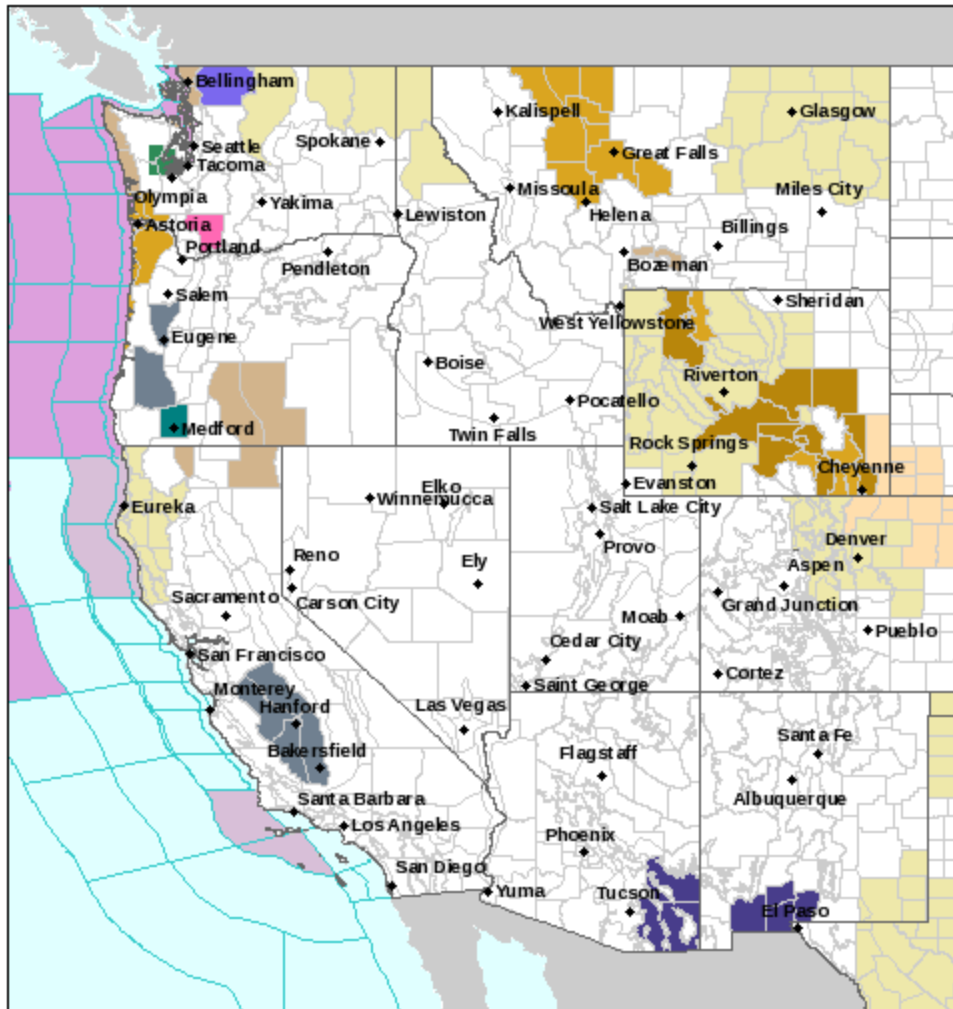 Bellingham
Kalispell
Glasgow
Seattle
Spokane
Great Falls
Tacoma
Missoula
Miles City
Olympia
Yakima
Lewiston
Helena
Astoria
Billings
Portland
Pendleton
Bozeman
Salem
Sheridan
West Yellowstone
Eugene
Boise
Riverton
Pocatello
Medford
Twin Falls
Rock Springs
Cheyenne
Elko
Evanston
Winnemucca
Eureka
Salt Lake City
Denver
Provo
Reno
Ely
Aspen
Sacramento
Carson City
Grand Junction
Moab
Pueblo
Cedar City
San Francisco
Cortez
Saint George
Monterey
Hanford
Las Vegas
Santa Fe
Bakersfield
Flagstaff
Santa Barbara
Albuquerque
Los Angeles
Phoenix
San Diego
Yuma
Tucson
El Paso